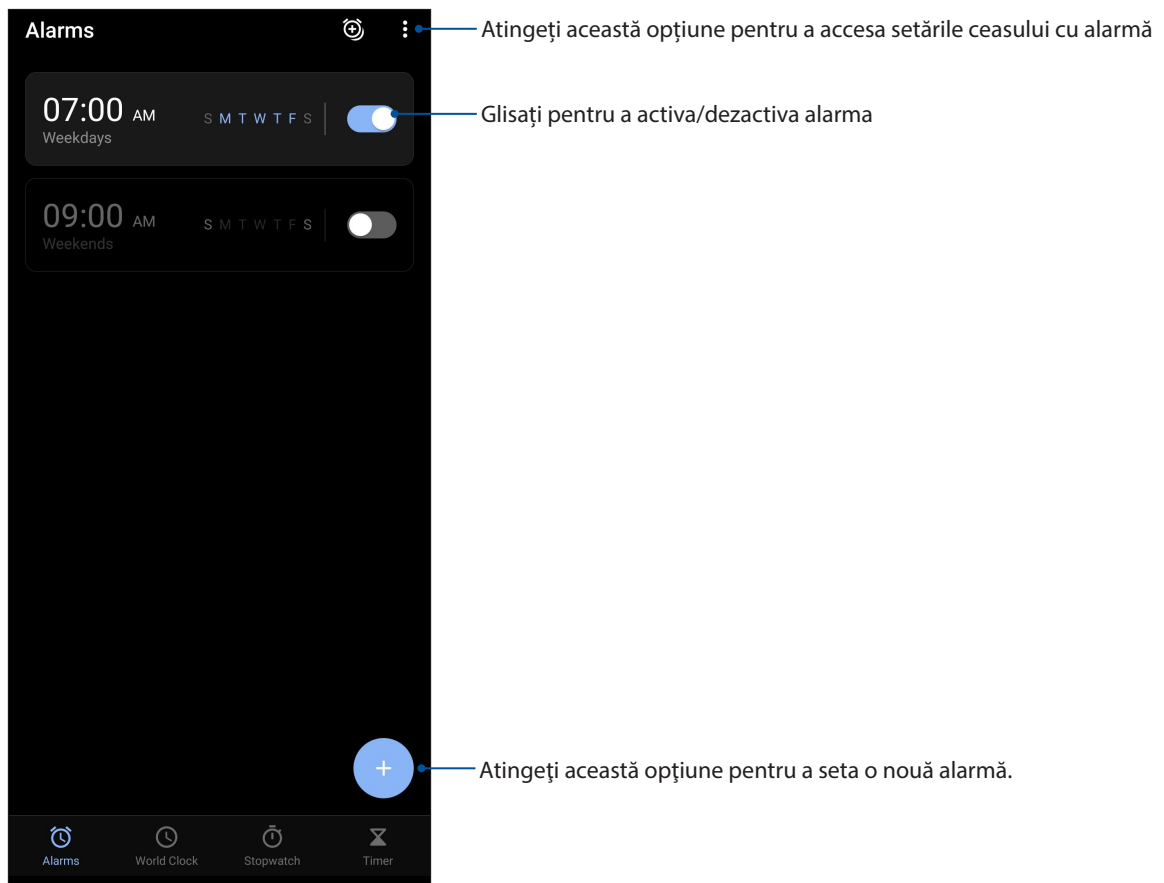 Alarms
Atingeți această opțiune pentru a accesa setările ceasului cu alarmă
07:00 AM S M T W T F S
Weekdays
Glisați pentru a activa/dezactiva alarma
09:00 AM S M T W T F S
Weekends
Atingeţi această opţiune pentru a seta o nouă alarmă.
Alarms World Clock Stopwatch Timer